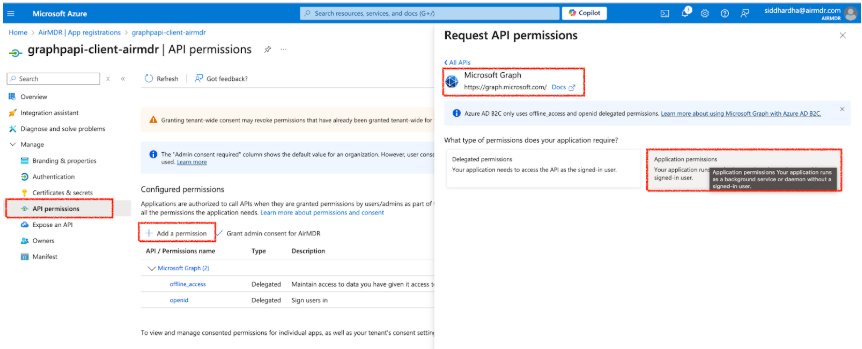 Microsoft Azure
Search resources, services, and docs (G+/)
Copilot
siddhardha@airmdr.com
AIRMDR
Home > AirMDR | App registrations > graphpapi-client-airmdr
graphpapi-client-airmdr | API permissions
Search
Overview
Integration assistant
Diagnose and solve problems
Manage
Branding & properties
Authentication
Certificates & secrets
API permissions
Expose an API
Owners
Manifest
Refresh
Got feedback?
Granting tenant-wide consent may revoke permissions that have already been granted tenant-wide for
The "Admin consent required" column shows the default value for an organization. However, user cons
used. Learn more
Configured permissions
Applications are authorized to call APIs when they are granted permissions by users/admins as part of
all the permissions the application needs. Learn more about permissions and consent
Add a permission
Grant admin consent for AirMDR
API / Permissions name Type Description
Microsoft Graph (2)
offline_access Delegated Maintain access to data you have given it access t
openid Delegated Sign users in
To view and manage consented permissions for individual apps, as well as your tenant's consent setting
Request API permissions
All APIs
Microsoft Graph
https://graph.microsoft.com/ Docs
Azure AD B2C only uses offline_access and openid delegated permissions. Learn more about using Microsoft Graph with Azure AD B2C.
What type of permissions does your application require?
Delegated permissions
Your application needs to access the API as the signed-in user.
Application permissions
Your application runs
signed-in user.
Application permissions Your application runs
as a background service or daemon without a
signed-in user.